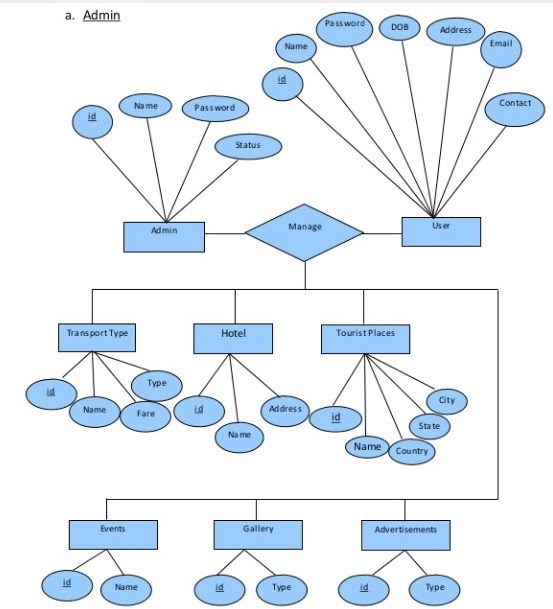 a. Admin
Password
DOB
Address
Name
Email
id
Contact
id
Name
Password
Status
Admin
Manage
User
Transport Type
Hotel
Tourist Places
id
Name
Fare
Type
id
Name
Address
id
Name
Country
State
City
Events
Gallery
Advertisements
id
Name
id
Type
id
Type